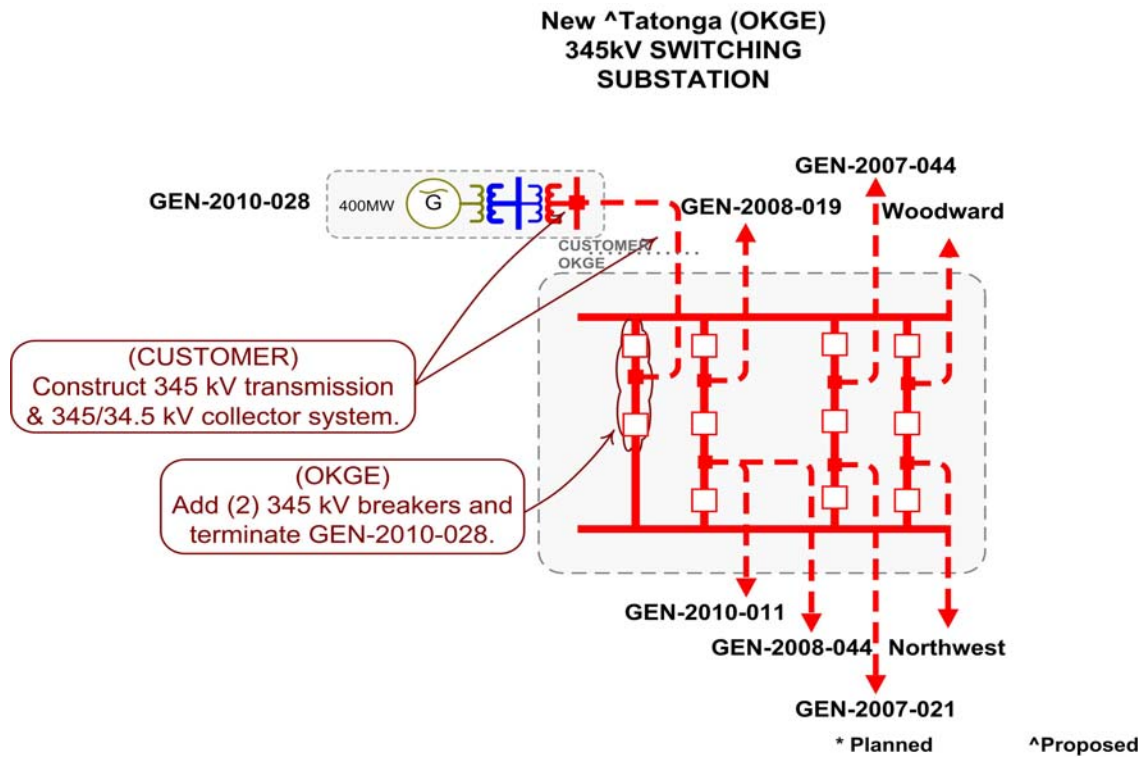 New ^Tatonga (OKGE)
345kV SWITCHING
SUBSTATION
GEN-2007-044
GEN-2010-028
400MW
G
GEN-2008-019
Woodward
CUSTOMER
OKGE
(CUSTOMER)
Construct 345 kV transmission
& 345/34.5 kV collector system.
(OKGE)
Add (2) 345 kV breakers and
terminate GEN-2010-028.
GEN-2010-011
GEN-2008-044
Northwest
GEN-2007-021
* Planned
^Proposed